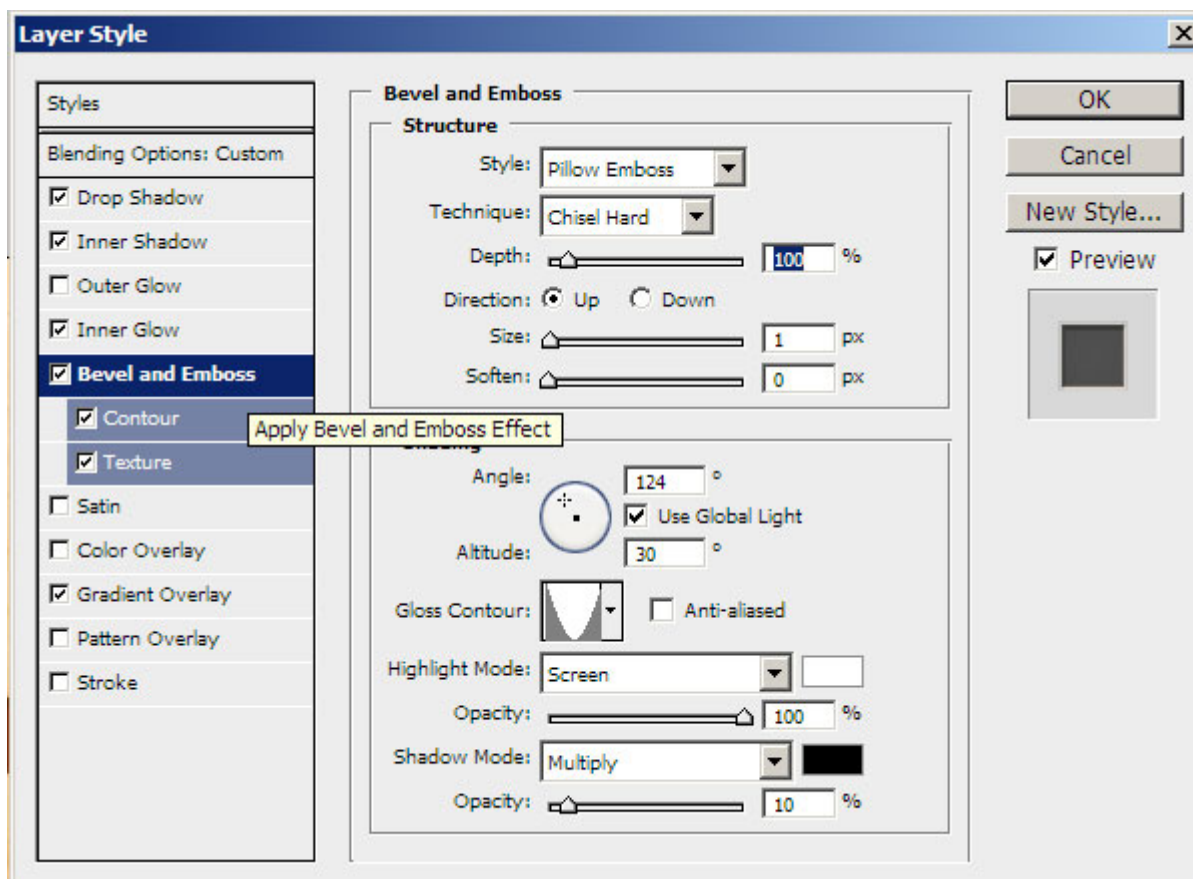 Layer Style
Styles
Blending Options: Custom
Drop Shadow
Inner Shadow
Outer Glow
Inner Glow
Bevel and Emboss
Contour
Texture
Satin
Color Overlay
Gradient Overlay
Pattern Overlay
Stroke
Apply Bevel and Emboss Effect
Bevel and Emboss
Structure
Style: Pillow Emboss
Technique: Chisel Hard
Depth: 100 %
Direction: Up Down
Size: 1 px
Soften: 0 px
Angle: 124 °
Use Global Light
Altitude: 30 °
Gloss Contour: Anti-aliased
Highlight Mode: Screen
Opacity: 100 %
Shadow Mode: Multiply
Opacity: 10 %
OK
Cancel
New Style...
Preview